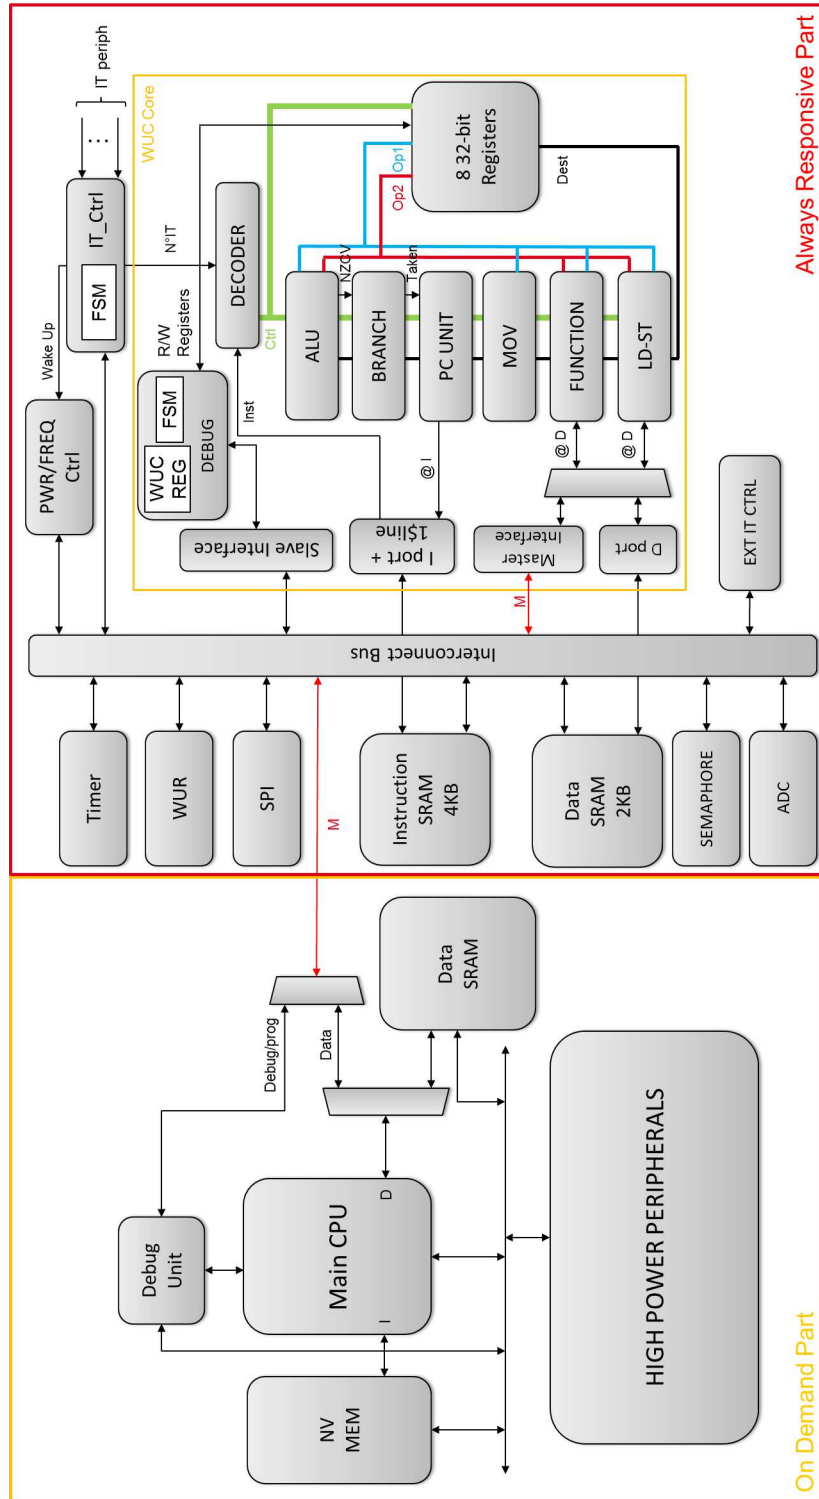 On Demand Part
NV
MEM
Debug
Unit
Main CPU
I
D
HIGH POWER PERIPHERALS
Debug/prog
Data
Data
SRAM
M
Always Responsive Part
Timer
WUR
SPI
Instruction
SRAM
4KB
Data
SRAM
2KB
SEMAPHORE
ADC
Interconnect Bus
PWR/FREQ
Ctrl
Wake Up
IT_Ctrl
FSM
IT periph
...
N°IT
WUC Core
Slave Interface
I port +
1$line
Master
Interface
M
D port
EXT IT CTRL
WUC
REG
FSM
DEBUG
R/W
Registers
Inst
DECODER
Ctrl
@ I
@ D
@ D
ALU
NZCV
BRANCH
Taken
PC UNIT
MOV
FUNCTION
LD-ST
Op1
Op2
8 32-bit
Registers
Dest